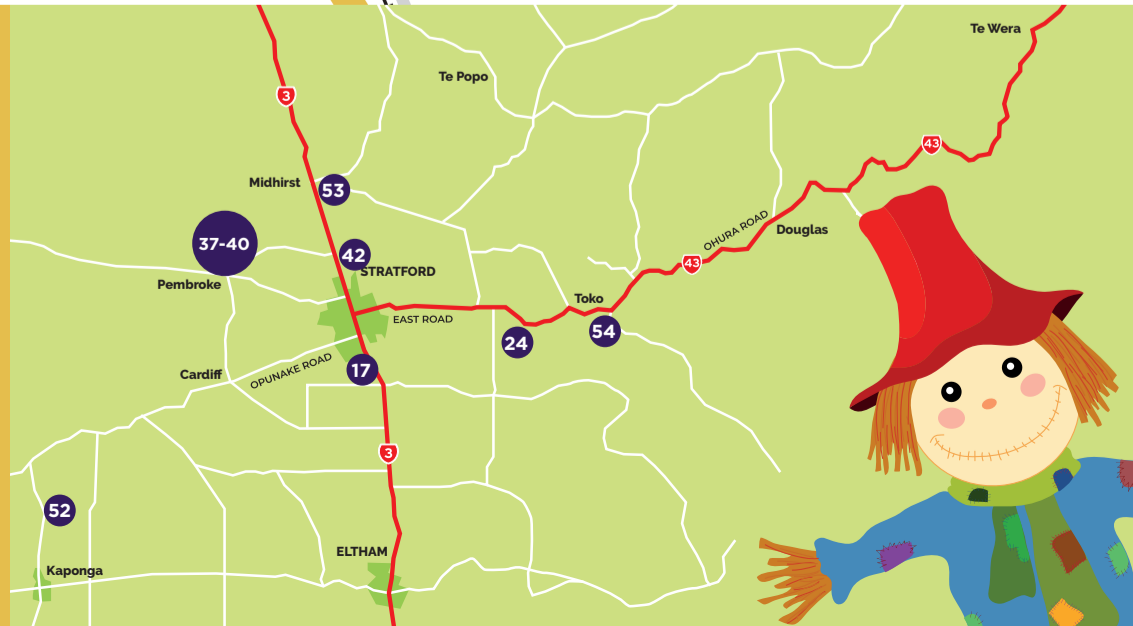 Te Wera
Te Popo
3
43
Midhirst
53
37-40
OHURA ROAD
Douglas
42
STRATFORD
43
Pembroke
Toko
EAST ROAD
24
54
OPUNAKE ROAD
Cardiff
17
3
52
ELTHAM
Kaponga